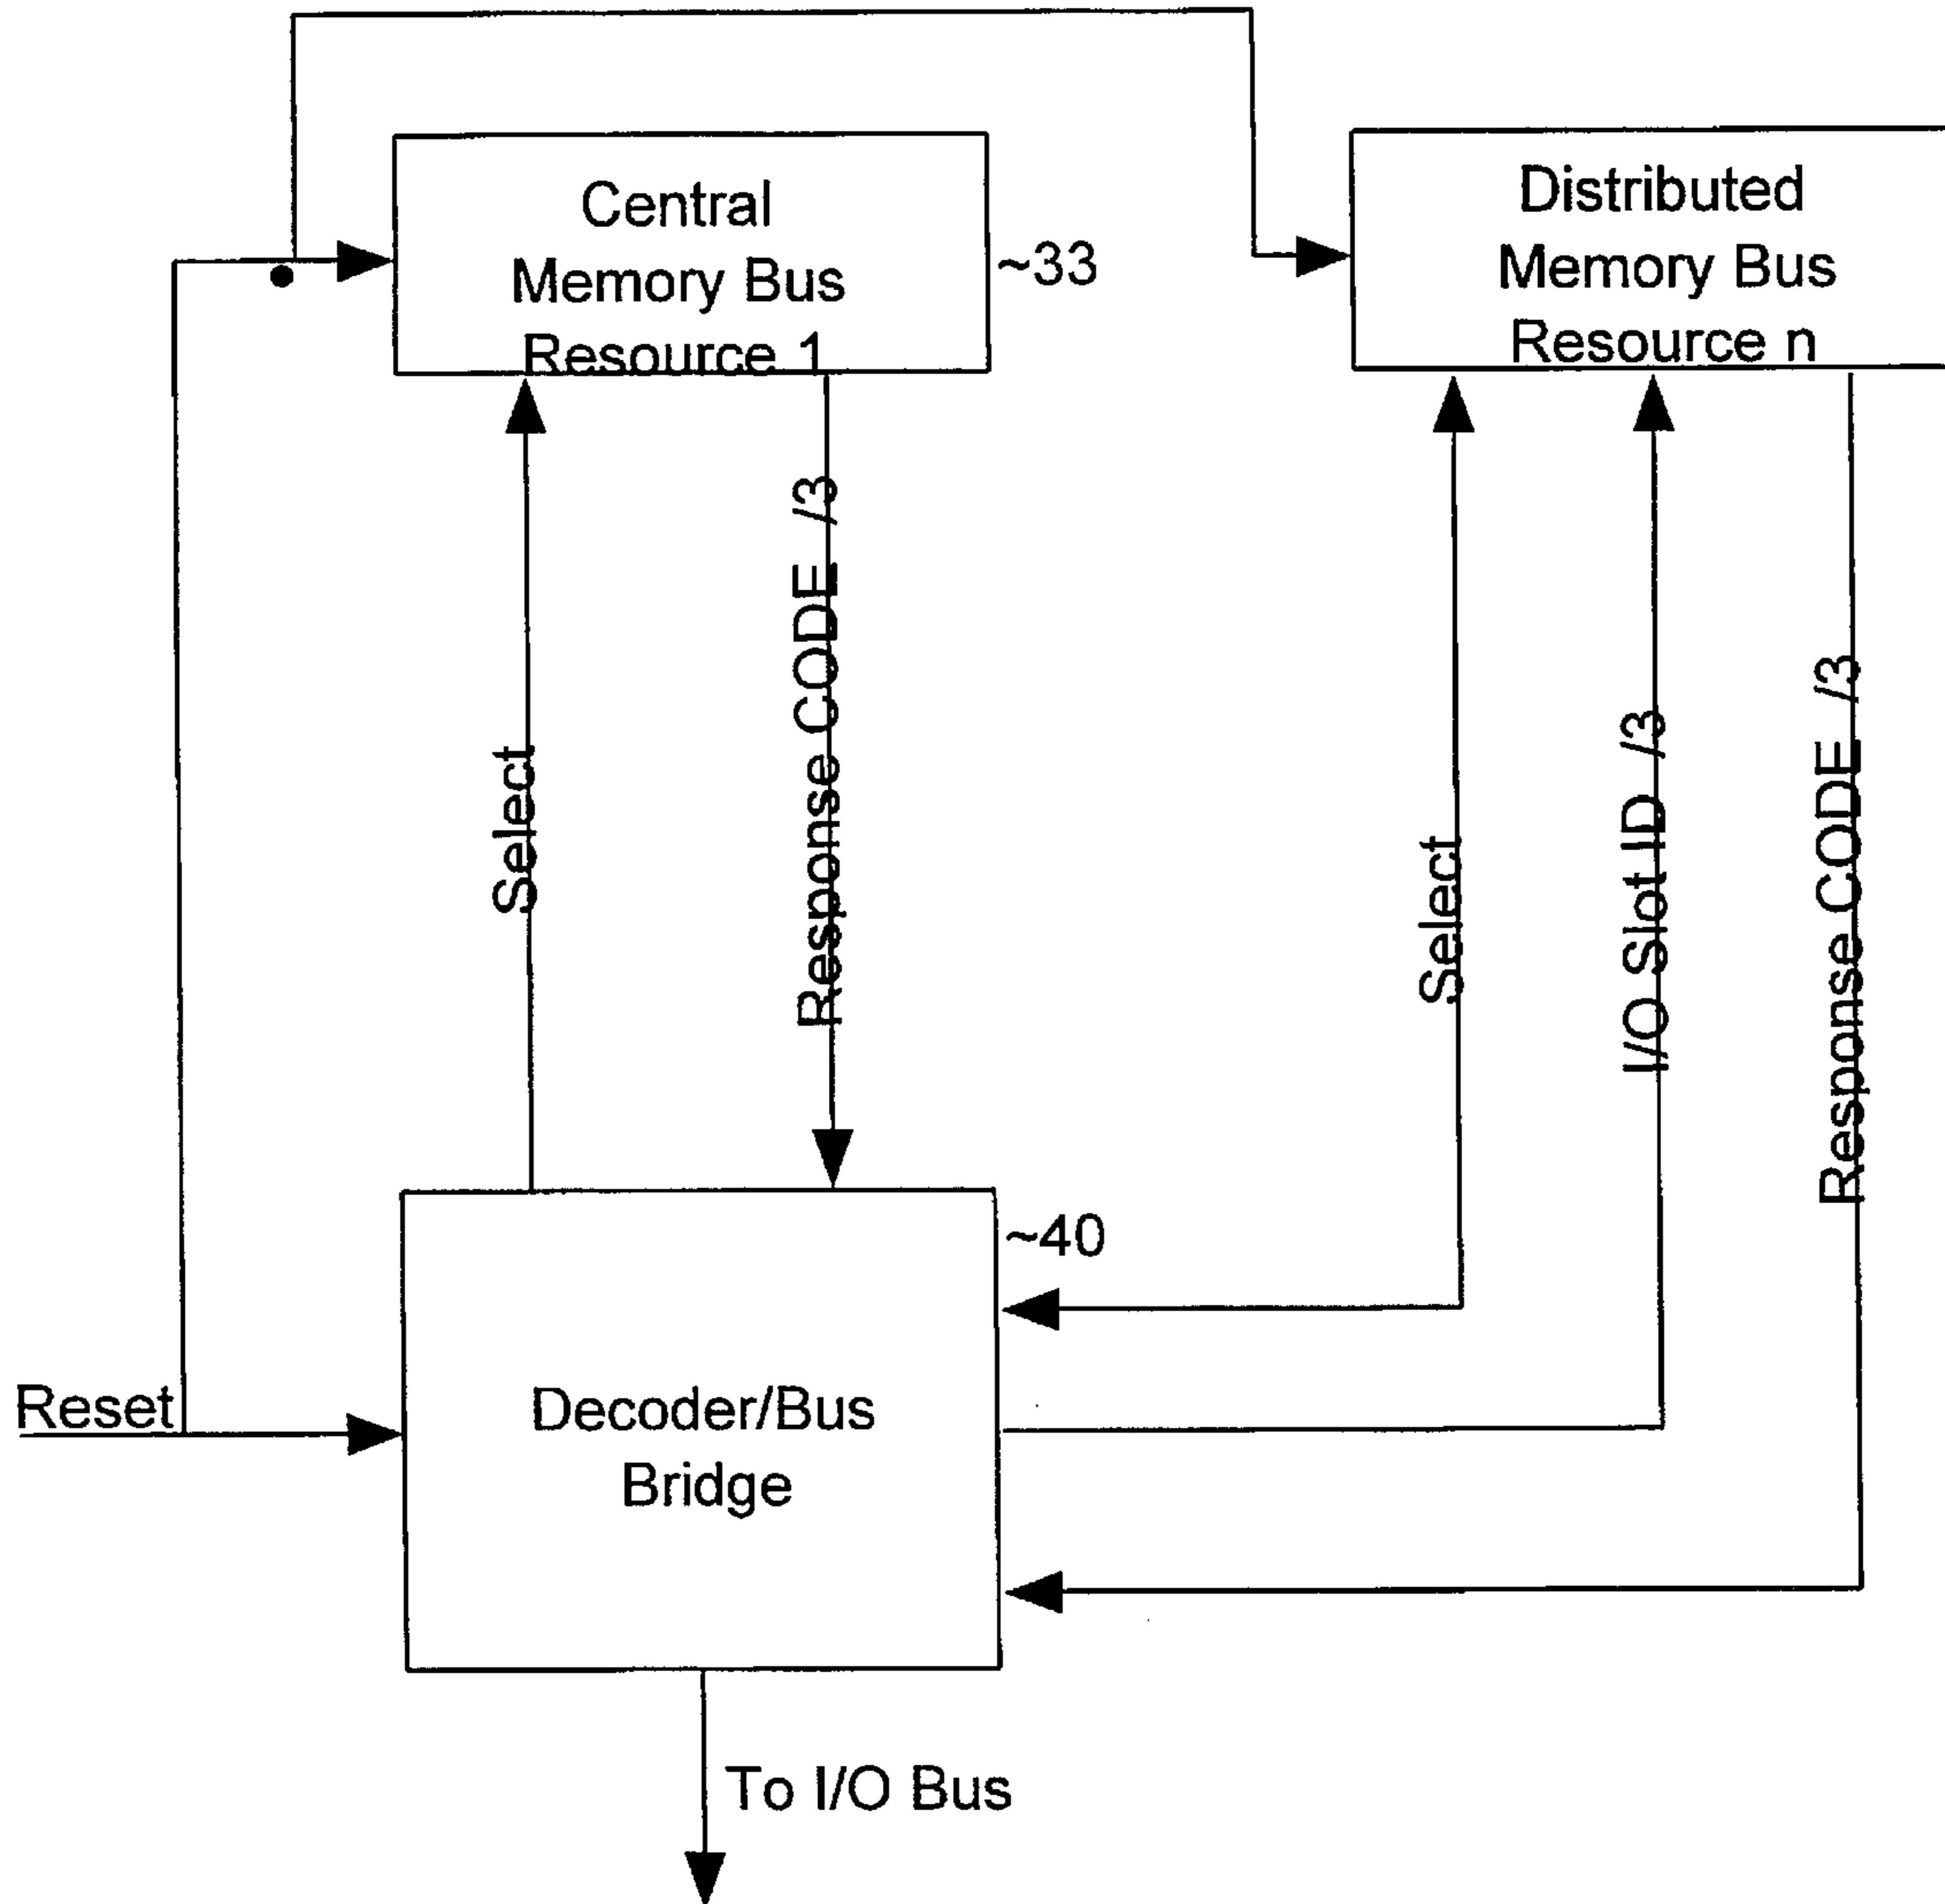 Central
Memory Bus
Resource 1
~33
Distributed
Memory Bus
Resource n
Select
Response CODE /3
Select
I/O Slot ID /3
Response CODE /3
~40
Reset
Decoder/Bus
Bridge
To I/O Bus